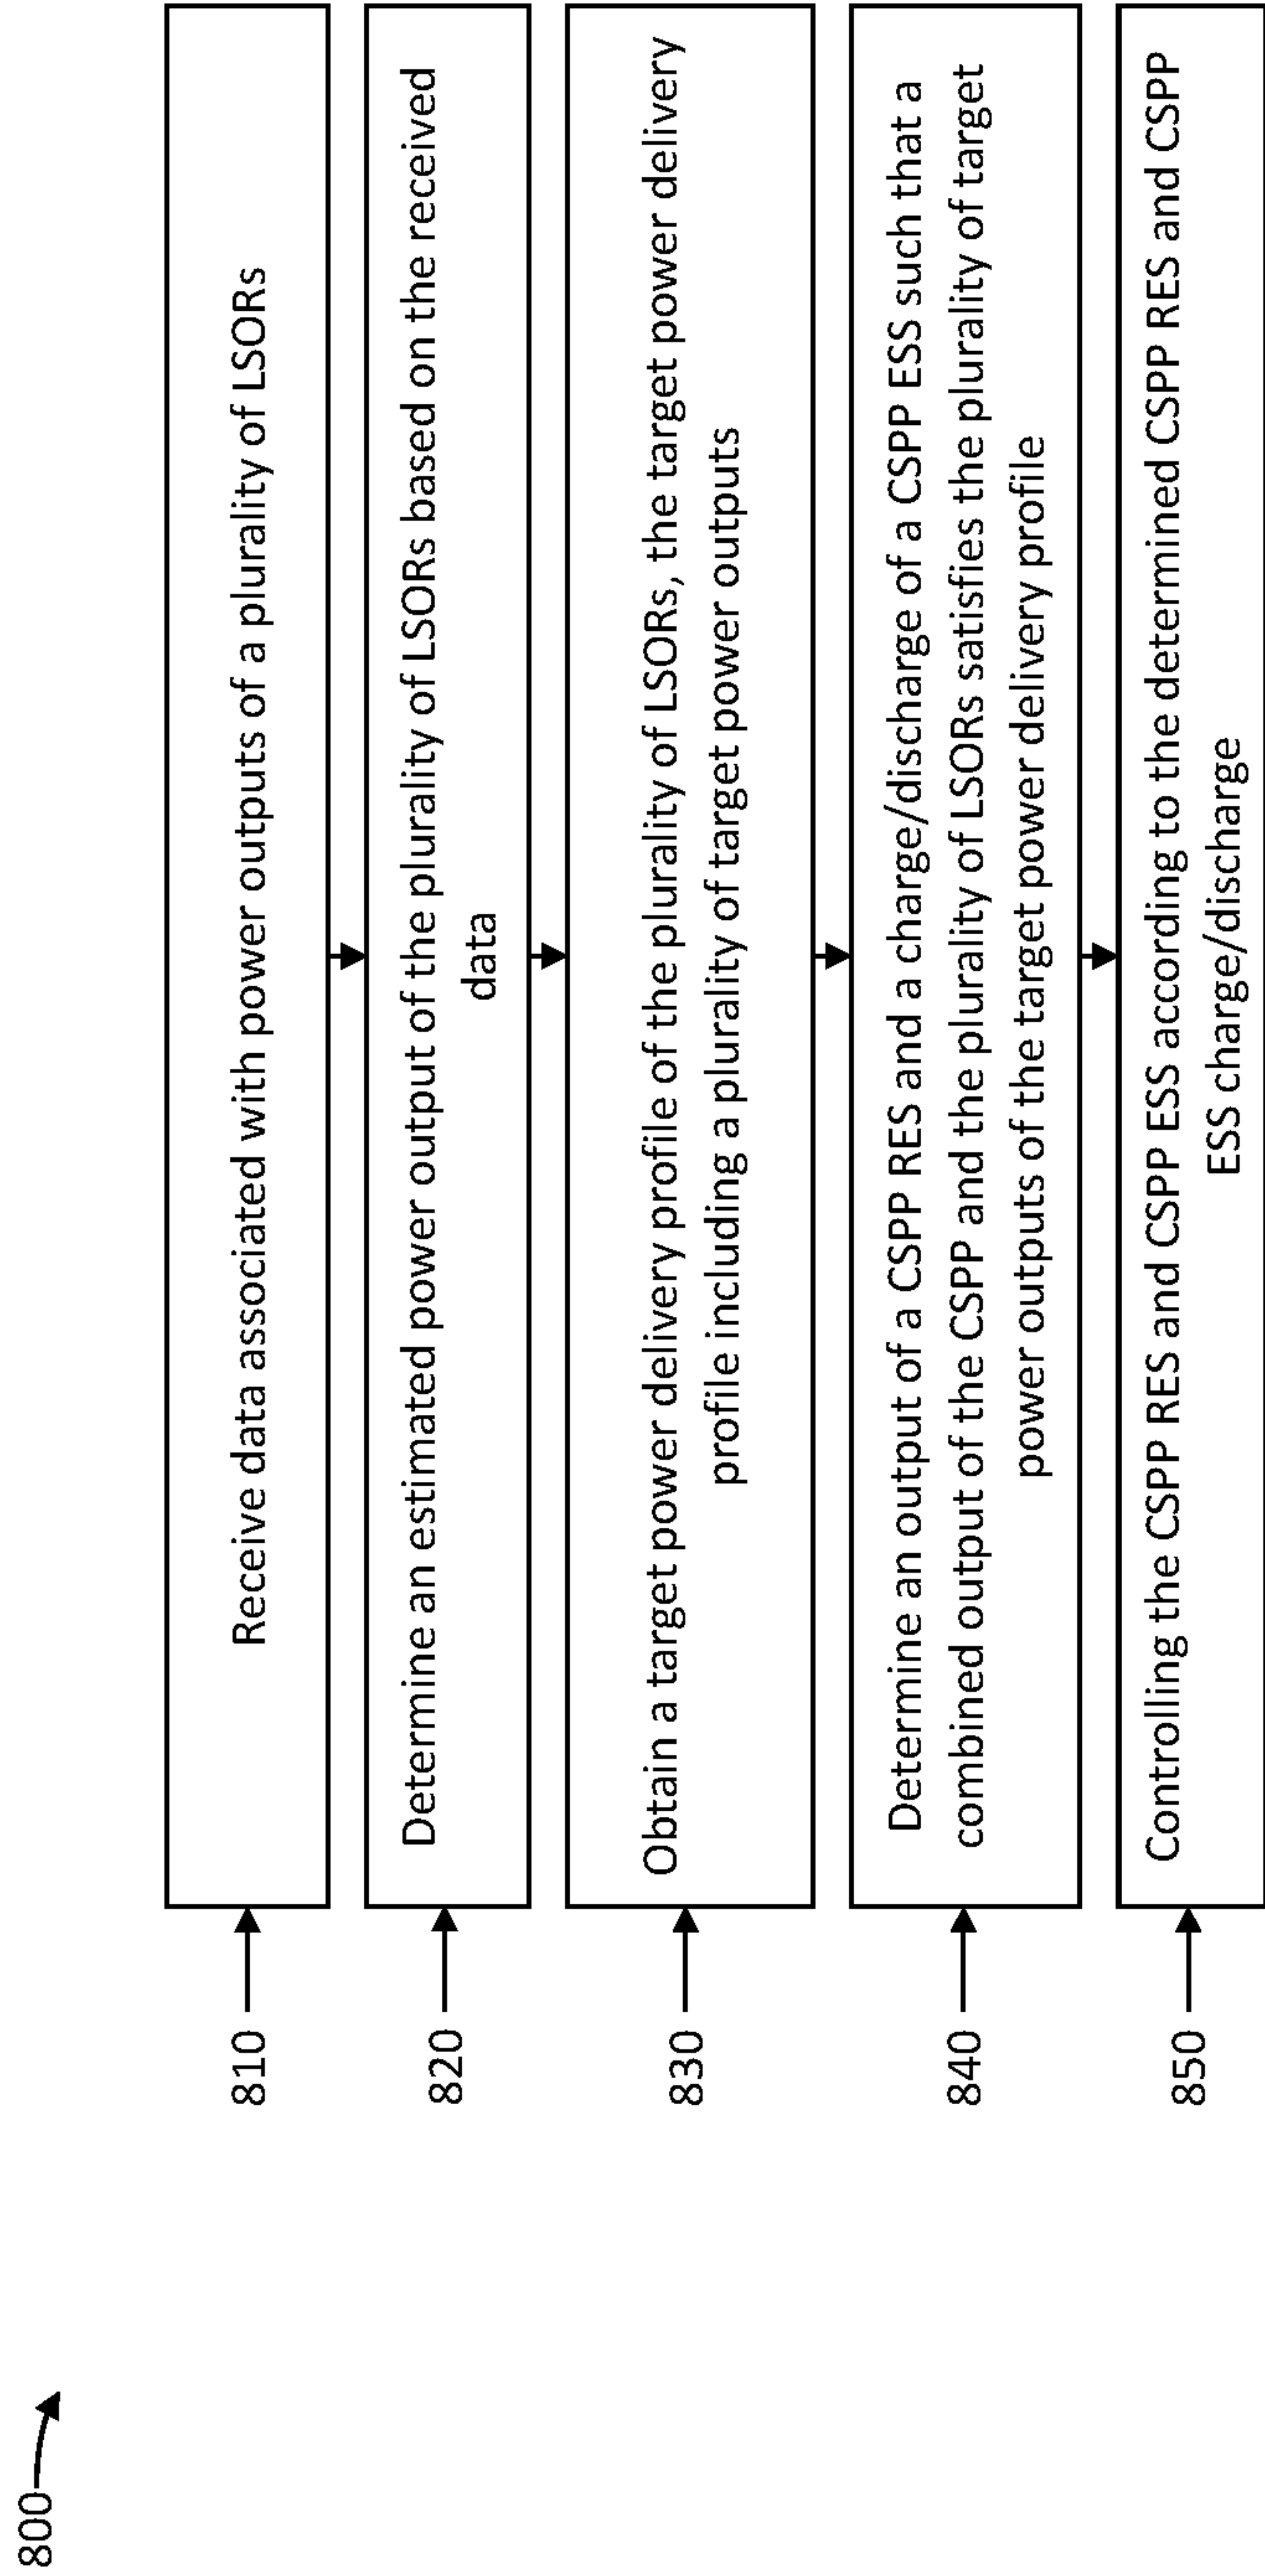 800
810
Receive data associated with power outputs of a plurality of LSORs
820
Determine an estimated power output of the plurality of LSORs based on the received
data
830
Obtain a target power delivery profile of the plurality of LSORs, the target power delivery
profile including a plurality of target power outputs
840
Determine an output of a CSPP RES and a charge/discharge of a CSPP ESS such that a
combined output of the CSPP and the plurality of LSORs satisfies the plurality of target
power outputs of the target power delivery profile
850
Controlling the CSPP RES and CSPP ESS according to the determined CSPP RES and CSPP
ESS charge/discharge